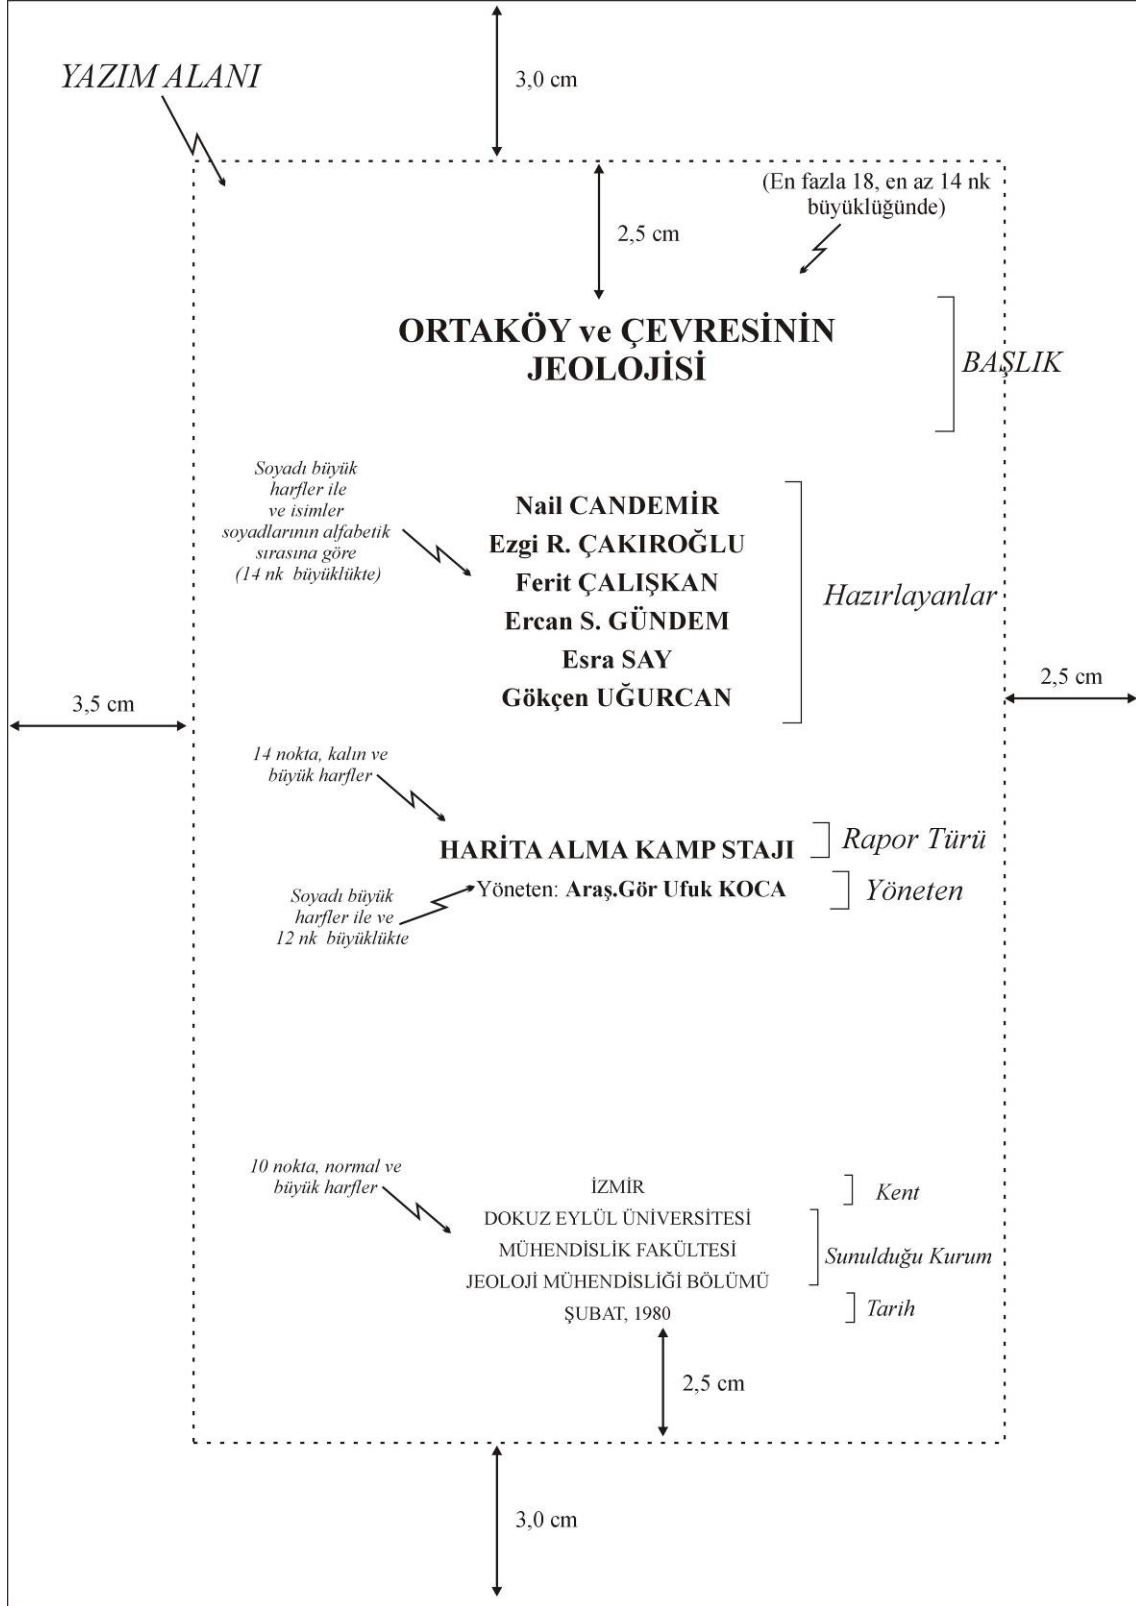 3,0 cm
YAZIM ALANI
(En fazla 18, en az 14 nk
büyüklüğünde)
2,5 cm
ORTAKÖY ve ÇEVRESİNİN
JEOLOJİSİ
BAŞLIK
Soyadı büyük
harfler ile
ve isimler
soyadlarının alfabetik
sırasına göre
(14 nk büyüklükte)
Nail CANDEMİR
Ezgi R. ÇAKIROĞLU
Ferit ÇALIŞKAN
Ercan S. GÜNDEM
Esra SAY
Gökçen UĞURCAN
Hazırlayanlar
3,5 cm
2,5 cm
14 nokta, kalın ve
büyük harfler
HARİTA ALMA KAMP STAJI
Rapor Türü
Yöneten: Araş.Gör Ufuk KOCA
Yöneten
Soyadı büyük
harfler ile ve
12 nk büyüklükte
10 nokta, normal ve
büyük harfler
İZMİR
Kent
DOKUZ EYLÜL ÜNİVERSİTESİ
MÜHENDİSLİK FAKÜLTESİ
JEOLOJİ MÜHENDİSLİĞİ BÖLÜMÜ
Sunulduğu Kurum
ŞUBAT, 1980
Tarih
2,5 cm
3,0 cm